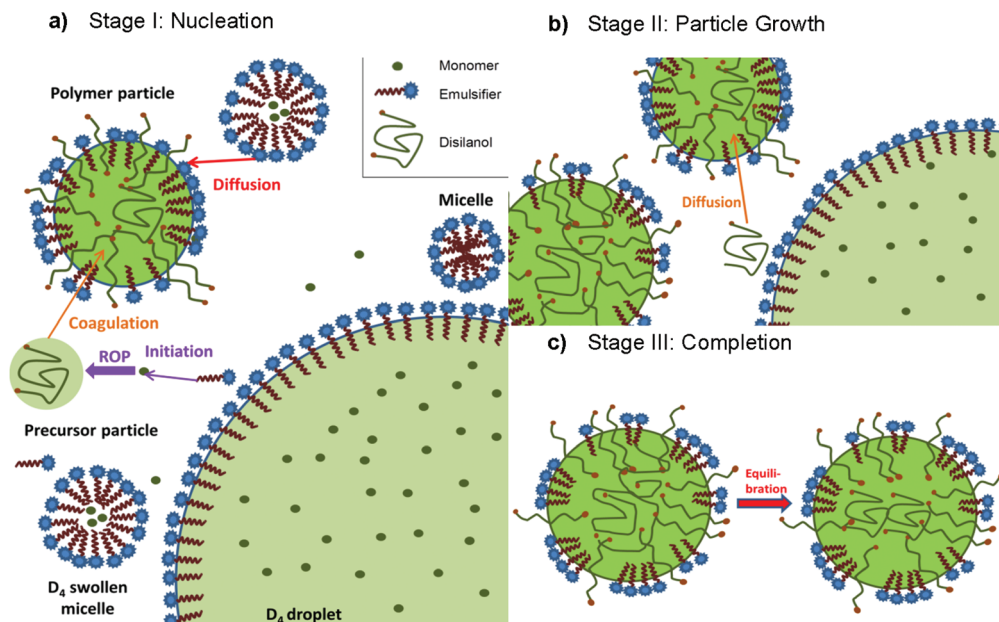 a) Stage I: Nucleation
Polymer particle
Monomer
Emulsifier
Disilanol
Diffusion
Micelle
Coagulation
ROP
Initiation
Precursor particle
D₄ swollen
micelle
D₄ droplet
b) Stage II: Particle Growth
Diffusion
c) Stage III: Completion
Equili-
bration